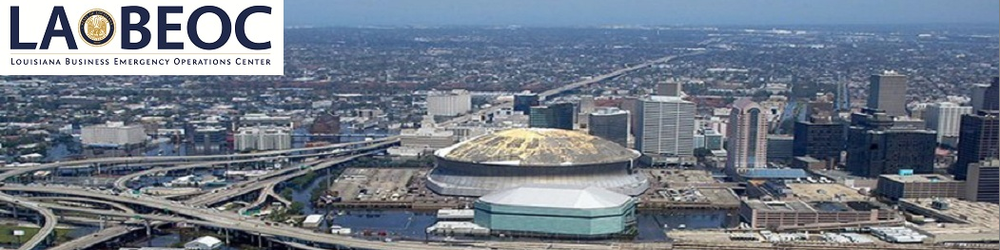 LA BEOC
LOUISIANA BUSINESS EMERGENCY OPERATIONS CENTER